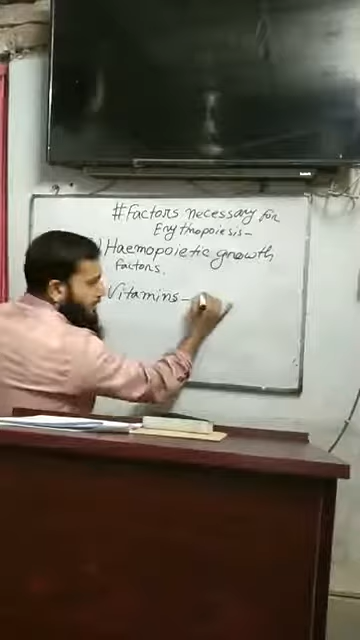 #Factors necessary for
Erythropoiesis-
Haemopoietic growth
factors.
Vitamins-